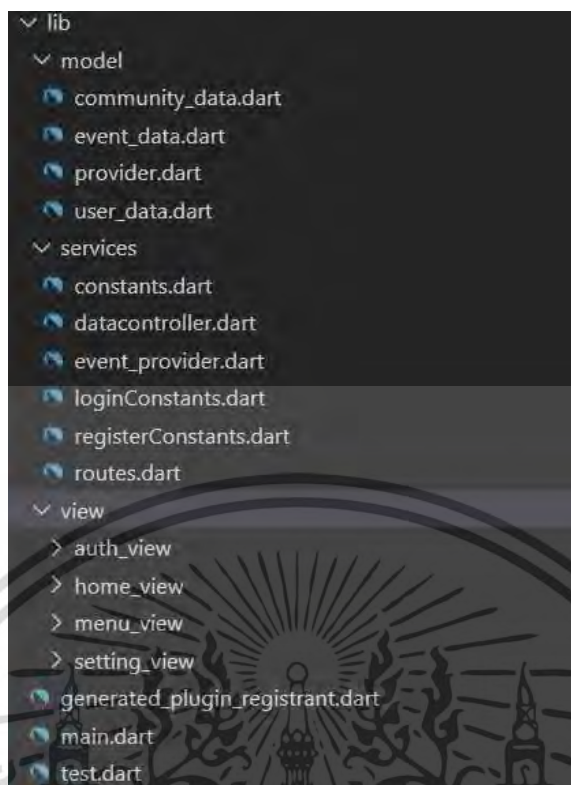 lib
model
community_data.dart
event_data.dart
provider.dart
user_data.dart
services
constants.dart
datacontroller.dart
event_provider.dart
loginConstants.dart
registerConstants.dart
routes.dart
view
auth_view
home_view
menu_view
setting_view
generated_plugin_registrant.dart
main.dart
test.dart